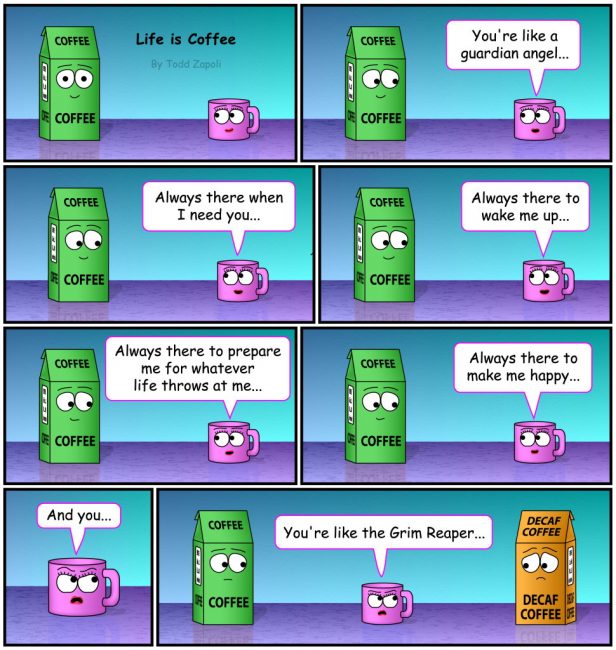 COFFEE
COFFEE
Life is Coffee
By Todd Zapoli
COFFEE
COFFEE
You're like a
guardian angel...
COFFEE
COFFEE
Always there when
I need you...
COFFEE
COFFEE
Always there to
wake me up...
COFFEE
COFFEE
Always there to prepare
me for whatever
life throws at me...
COFFEE
COFFEE
Always there to
make me happy...
And you...
COFFEE
COFFEE
You're like the Grim Reaper...
DECAF
COFFEE
DECAF
COFFEE